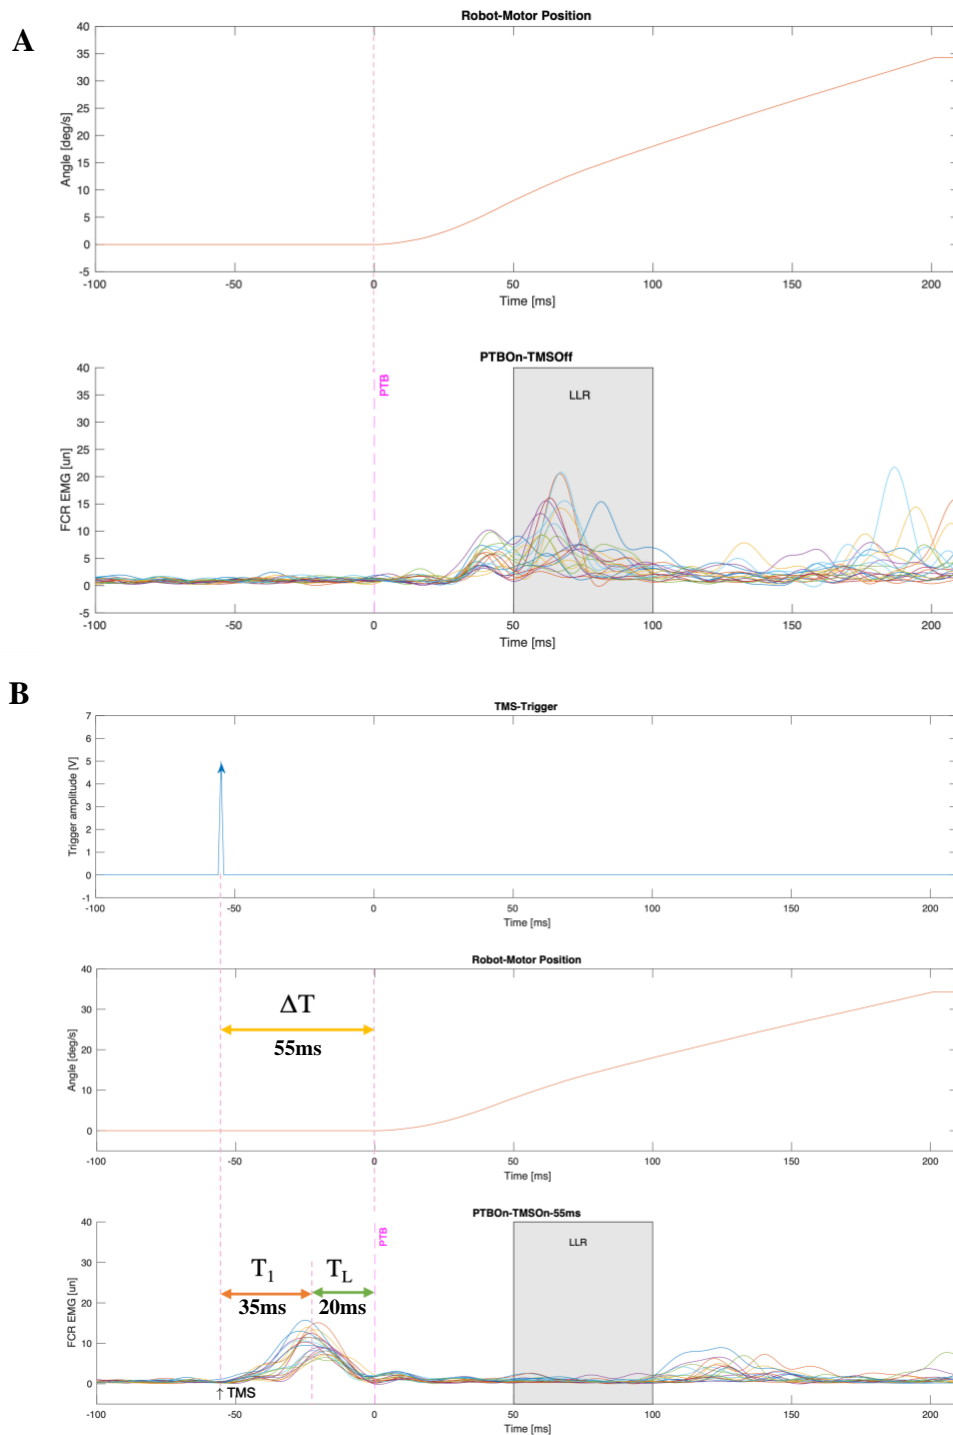 A
Robot-Motor Position
Angle [deg/s]
40
35
30
25
20
15
10
5
0
-5
-100 -50 0 50 100 150 200
Time [ms]
PTBOn-TMSOff
FCR EMG [un]
40
35
30
25
20
15
10
5
0
-5
PTB
LLR
-100 -50 0 50 100 150 200
Time [ms]
B
TMS-Trigger
Trigger amplitude [V]
7
6
5
4
3
2
1
0
-1
-100 -50 0 50 100 150 200
Time [ms]
Robot-Motor Position
Angle [deg/s]
40
30
20
10
0
ΔT
55ms
-100 -50 0 50 100 150 200
Time [ms]
PTBOn-TMSOn-55ms
FCR EMG [un]
40
30
20
10
0
PTB
LLR
T1 TL
35ms 20ms
↑ TMS
-100 -50 0 50 100 150 200
Time [ms]